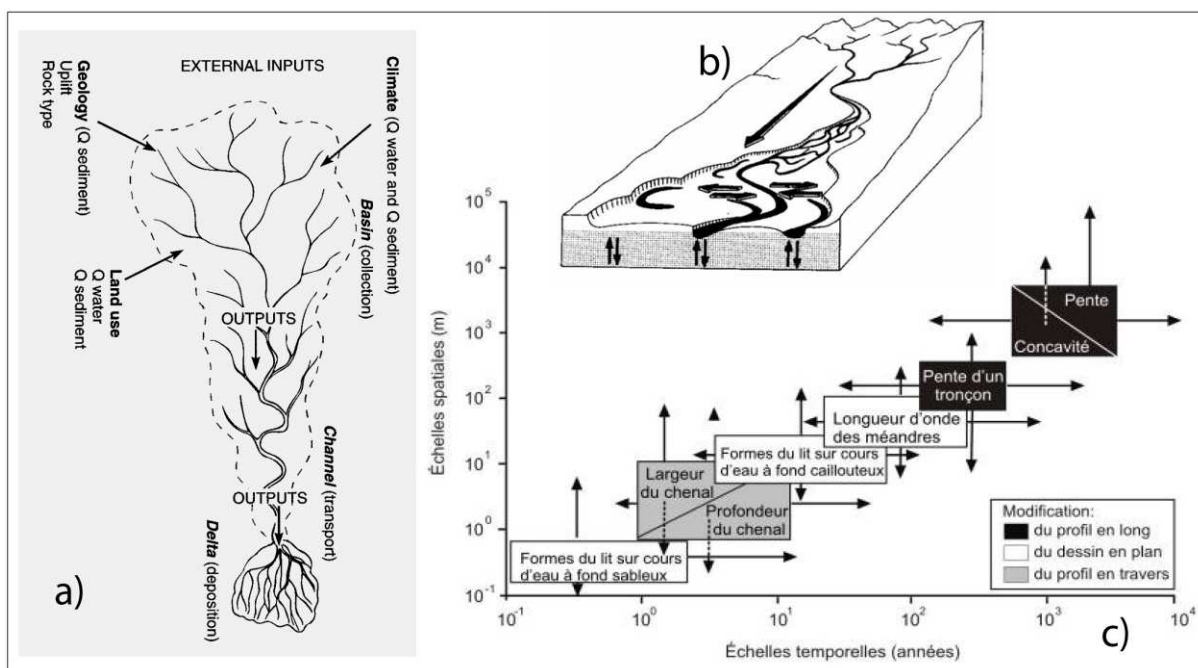 EXTERNAL INPUTS
Geology (Q sediment)
Uplift
Rock type
Climate
(Q water and Q sediment)
Basin (collection)
Land use
Q water
Q sediment
OUTPUTS
Channel (transport)
OUTPUTS
Delta (deposition)
a)
b)
Échelles spatiales (m)
10⁵
10⁴
10³
10²
10¹
10⁰
10⁻¹
Pente
Concavité
Pente d'un
tronçon
Longueur d'onde
des méandres
Formes du lit sur cours
d'eau à fond cailllouteux
Largeur
du chenal
Profondeur
du chenal
Formes du lit sur cours
d'eau à fond sableux
Modification:
du profil en long
du dessin en plan
du profil en travers
10⁻¹
10⁰
10¹
10²
10³
10⁴
Échelles temporelles (années)
c)